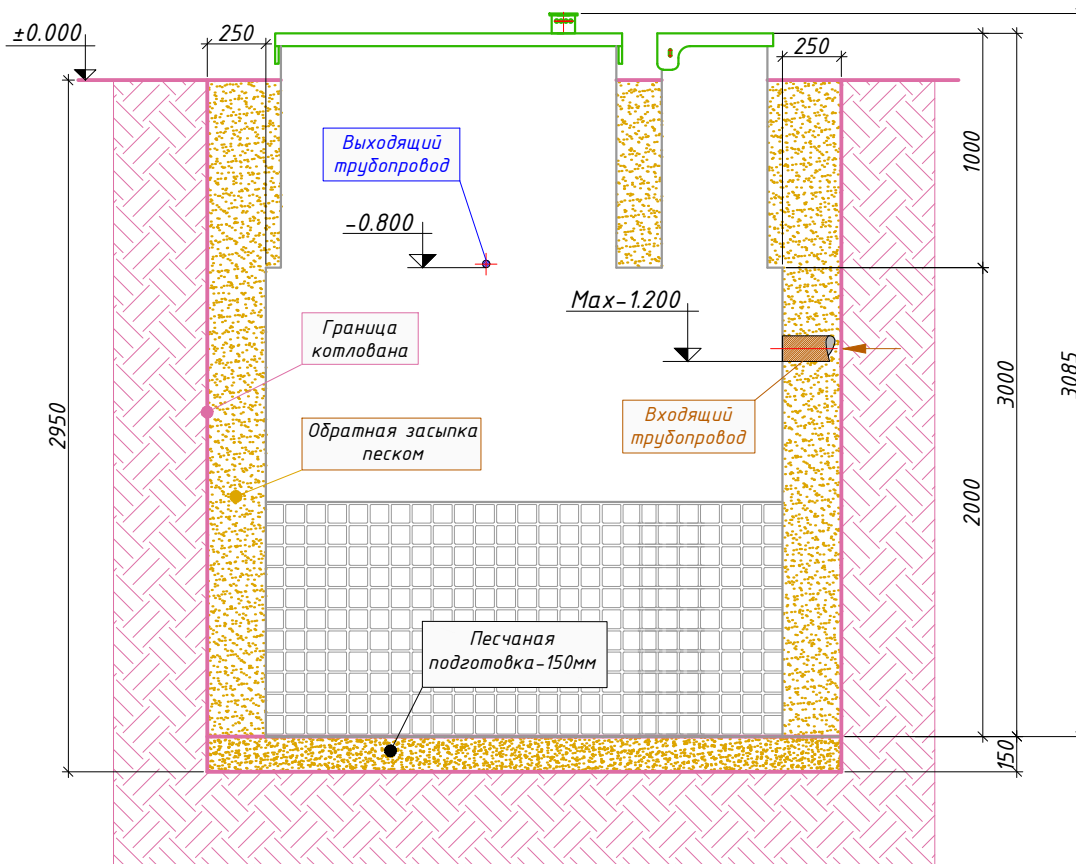 ±0.000
250
250
Выходящий
трубопровод
-0.800
1000
Max-1.200
Граница
котлована
3085
3000
2950
Входящий
трубопровод
Обратная засыпка
песком
2000
Песчаная
подготовка-150мм
150